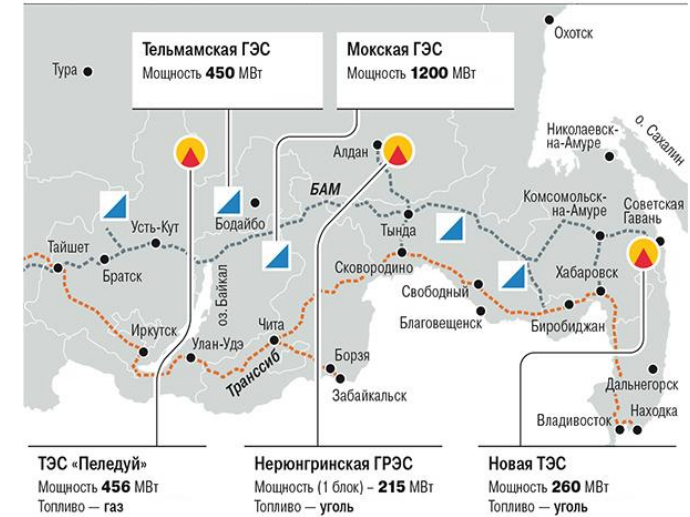 Охотск
Тельмамская ГЭС
Мощность 450 МВт
Мокская ГЭС
Мощность 1200 МВт
Тура
о. Сахалин
Николаевск-
на-Амуре
Алдан
БАМ
Бодайбо
Усть-Кут
Комсомольск-
на-Амуре
Советская
Гавань
Тайшет
Братск
Тында
Сковородино
Хабаровск
оз. Байкал
Свободный
Благовещенск
Биробиджан
Иркутск
Улан-Удэ
Чита
Транссиб
Борзя
Забайкальск
Дальнегорск
Владивосток
Находка
ТЭС «Пеледуй»
Мощность 456 МВт
Топливо — газ
Нерюнгринская ГРЭС
Мощность (1 блок) – 215 МВт
Топливо — уголь
Новая ТЭС
Мощность 260 МВт
Топливо — уголь